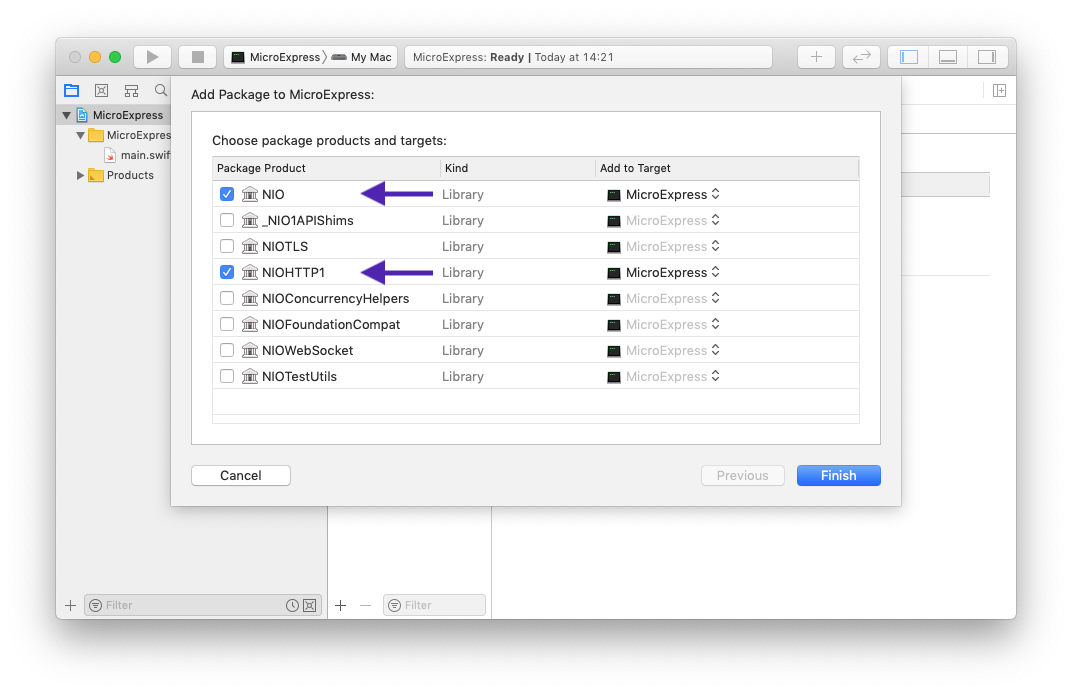 MicroExpress My Mac
MicroExpress: Ready | Today at 14:21
Add Package to MicroExpress:
MicroExpress
MicroExpres
main.swif
Products
Choose package products and targets:
Package Product Kind Add to Target
NIO Library MicroExpress
_NIO1APIShims Library MicroExpress
NIOTLS Library MicroExpress
NIOHTTP1 Library MicroExpress
NIOConcurrencyHelpers Library MicroExpress
NIOFoundationCompat Library MicroExpress
NIOWebSocket Library MicroExpress
NIOTestUtils Library MicroExpress
Cancel Previous Finish
Filter Filter